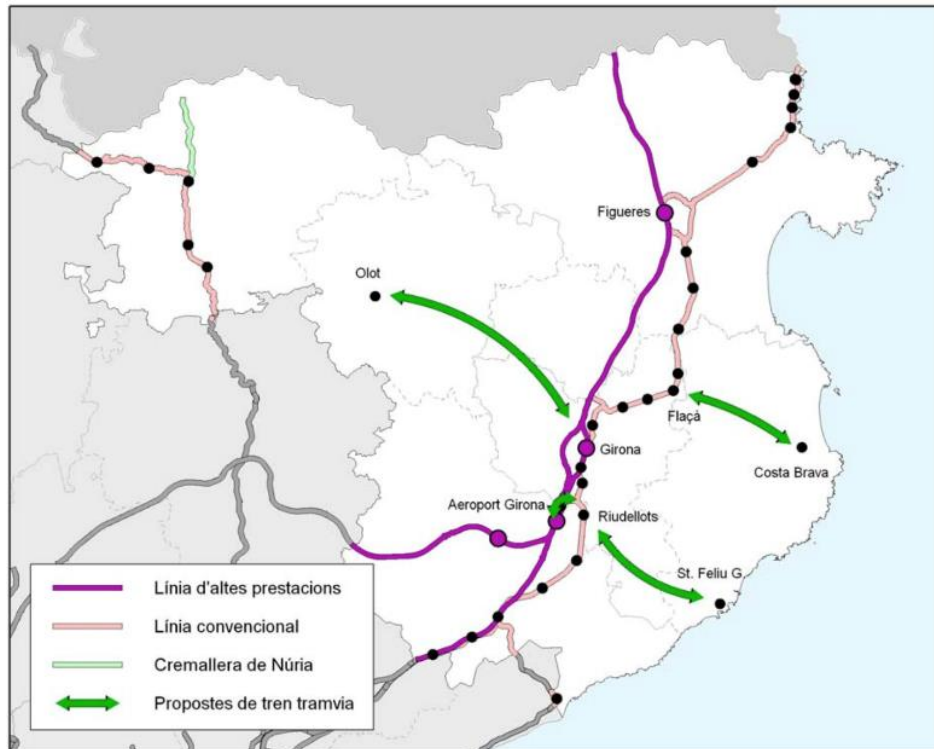 Figueres
Olot
Flaçà
Girona
Costa Brava
Aeroport Girona
Riudellots
St. Feliu G.
Línia d'altes prestacions
Línia convencional
Cremallera de Núria
Propostes de tren tramvia